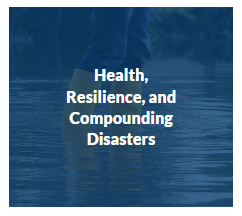 Health,
Resilience, and
Compounding
Disasters